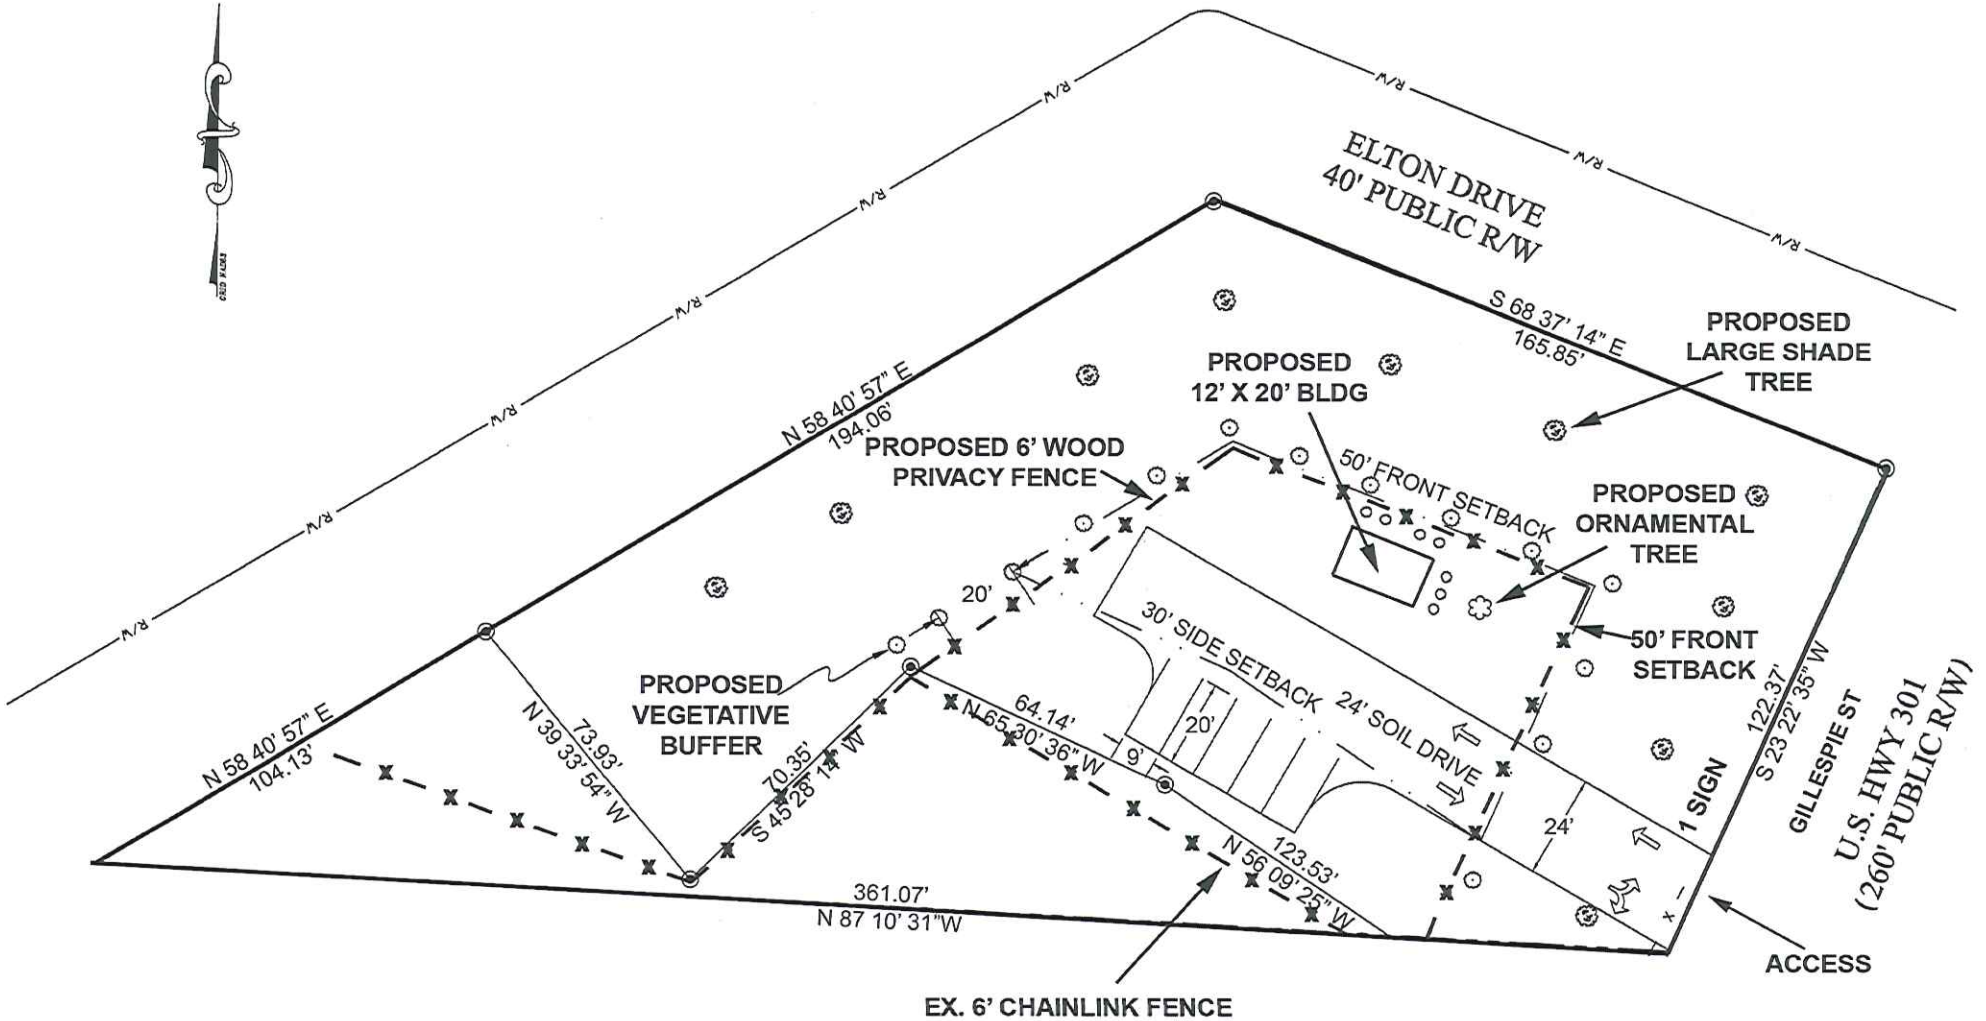 GRID NAD83
R/W
R/W
R/W
R/W
R/W
R/W
R/W
R/W
R/W
ELTON DRIVE
40' PUBLIC R/W
S 68 37' 14" E
165.85'
PROPOSED
LARGE SHADE
TREE
PROPOSED
12' X 20' BLDG
N 58 40' 57" E
194.06'
PROPOSED 6' WOOD
PRIVACY FENCE
50' FRONT SETBACK
PROPOSED
ORNAMENTAL
TREE
20'
30' SIDE SETBACK
50' FRONT
SETBACK
PROPOSED
VEGETATIVE
BUFFER
64.14'
N 65 30' 36" W
20'
9'
24' SOIL DRIVE
122.37'
S 23 22' 35" W
GILLESPIE ST
U.S. HWY 301
(260' PUBLIC R/W)
1 SIGN
73.93'
N 39 33' 54" W
N 58 40' 57" E
104.13'
70.35'
S 45 28' 14" W
24'
123.53'
N 56 09' 25" W
361.07'
N 87 10' 31"W
ACCESS
EX. 6' CHAINLINK FENCE